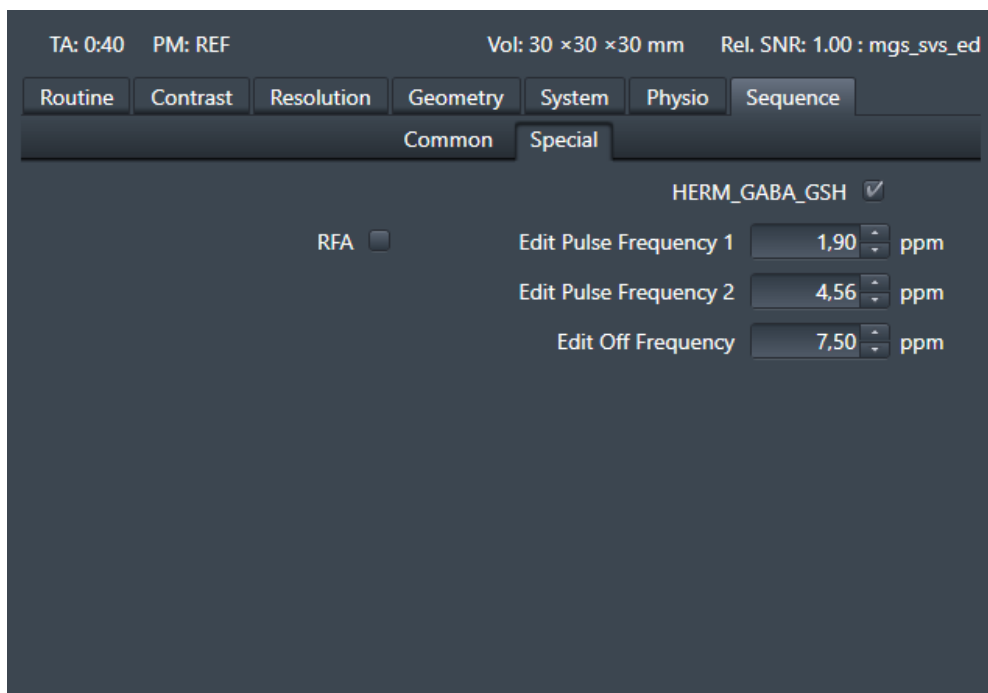 TA: 0:40 PM: REF Vol: 30 ×30 ×30 mm Rel. SNR: 1.00 : mgs_svs_ed
Routine Contrast Resolution Geometry System Physio Sequence
Common Special
HERM_GABA_GSH
RFA Edit Pulse Frequency 1 1,90 ppm
Edit Pulse Frequency 2 4,56 ppm
Edit Off Frequency 7,50 ppm